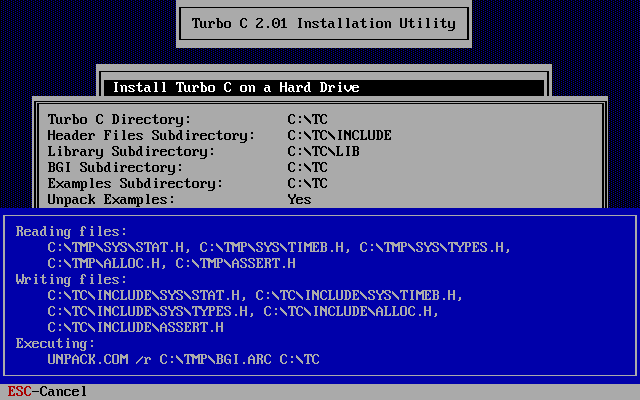 Turbo C 2.01 Installation Utility
Install Turbo C on a Hard Drive
Turbo C Directory: C:\TC
Header Files Subdirectory: C:\TC\INCLUDE
Library Subdirectory: C:\TC\LIB
BGI Subdirectory: C:\TC
Examples Subdirectory: C:\TC
Unpack Examples: Yes
Reading files:
C:\TMP\SYS\STAT.H, C:\TMP\SYS\TIMEB.H, C:\TMP\SYS\TYPES.H,
C:\TMP\ALLOC.H, C:\TMP\ASSERT.H
Writing files:
C:\TC\INCLUDE\SYS\STAT.H, C:\TC\INCLUDE\SYS\TIMEB.H,
C:\TC\INCLUDE\SYS\TYPES.H, C:\TC\INCLUDE\ALLOC.H,
C:\TC\INCLUDE\ASSERT.H
Executing:
UNPACK.COM /r C:\TMP\BGI.ARC C:\TC
ESC-Cancel